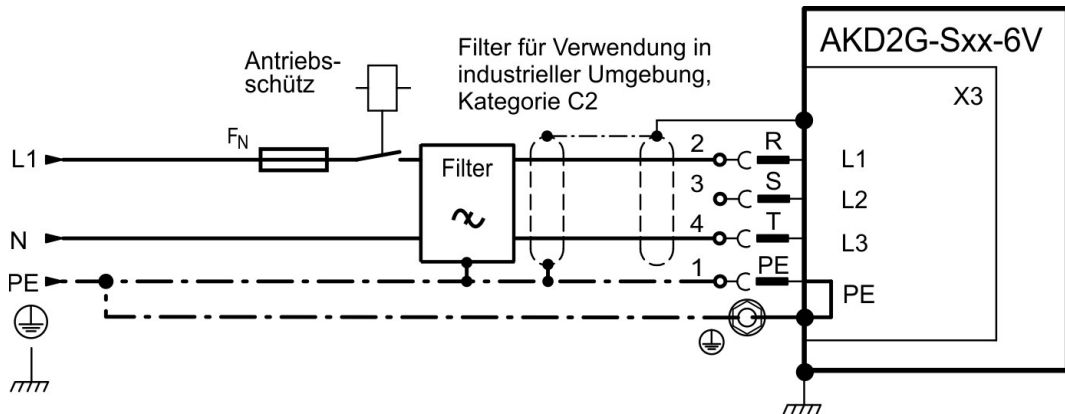 AKD2G-Sxx-6V
X3
Antriebs-
schütz
Filter für Verwendung in
industrieller Umgebung,
Kategorie C2
L1
FN
Filter
2
R
L1
3
S
L2
N
4
T
L3
PE
1
PE
PE